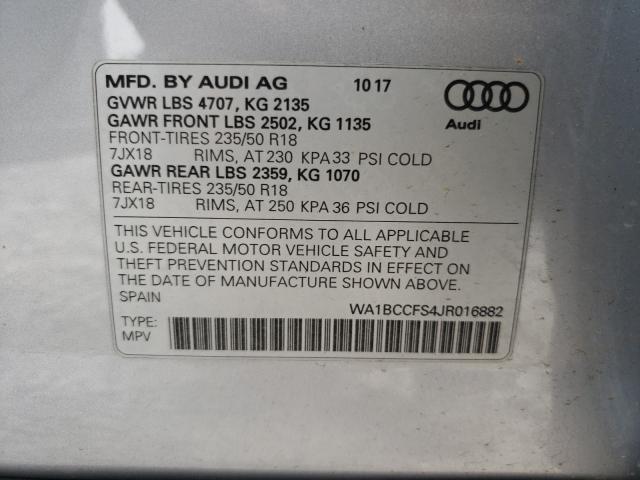 MFD. BY AUDI AG 10 17
GVWR LBS 4707, KG 2135
GAWR FRONT LBS 2502, KG 1135
Audi
FRONT-TIRES 235/50 R18
7JX18 RIMS, AT 230 KPA 33 PSI COLD
GAWR REAR LBS 2359, KG 1070
REAR-TIRES 235/50 R18
7JX18 RIMS, AT 250 KPA 36 PSI COLD
THIS VEHICLE CONFORMS TO ALL APPLICABLE
U.S. FEDERAL MOTOR VEHICLE SAFETY AND
THEFT PREVENTION STANDARDS IN EFFECT ON
THE DATE OF MANUFACTURE SHOWN ABOVE.
SPAIN
WA1BCCFS4JR016882
TYPE:
MPV